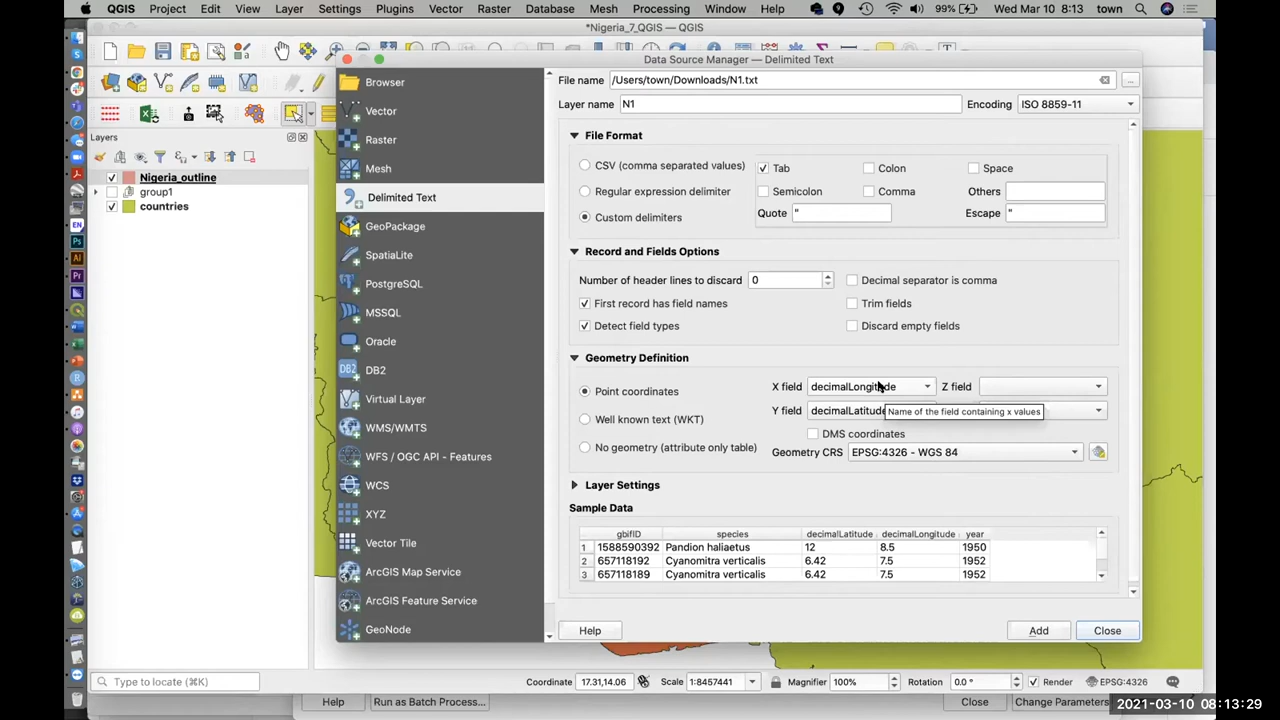 QGIS Project Edit View Layer Settings Plugins Vector Raster Database Mesh Processing Window Help 99% Wed Mar 10 08:13 town
*Nigeria_7_QGIS — QGIS
Data Source Manager — Delimited Text
File name /Users/town/Downloads/N1.txt
Layer name N1 Encoding ISO 8859-11
Layers
Nigeria_outline
group1
countries
Browser
Vector
Raster
Mesh
Delimited Text
GeoPackage
SpatiaLite
PostgreSQL
MSSQL
Oracle
DB2
Virtual Layer
WMS/WMTS
WFS / OGC API - Features
WCS
XYZ
Vector Tile
ArcGIS Map Service
ArcGIS Feature Service
GeoNode
File Format
CSV (comma separated values) Tab Colon Space
Regular expression delimiter Semicolon Comma Others
Custom delimiters Quote " Escape "
Record and Fields Options
Number of header lines to discard 0 Decimal separator is comma
First record has field names Trim fields
Detect field types Discard empty fields
Geometry Definition
Point coordinates X field decimalLongitude Z field
Y field decimalLatitude
Name of the field containing x values
Well known text (WKT) DMS coordinates
No geometry (attribute only table) Geometry CRS EPSG:4326 - WGS 84
Layer Settings
Sample Data
gbifID species decimalLatitude decimalLongitude year
1 1588590392 Pandion haliaetus 12 8.5 1950
2 657118192 Cyanomitra verticalis 6.42 7.5 1952
3 657118189 Cyanomitra verticalis 6.42 7.5 1952
Help Add Close
Type to locate (⌘K) Coordinate 17.31,14.06 Scale 1:8457441 Magnifier 100% Rotation 0.0 ° Render EPSG:4326
Help Run as Batch Process... Close Change Parameters
2021-03-10 08:13:29